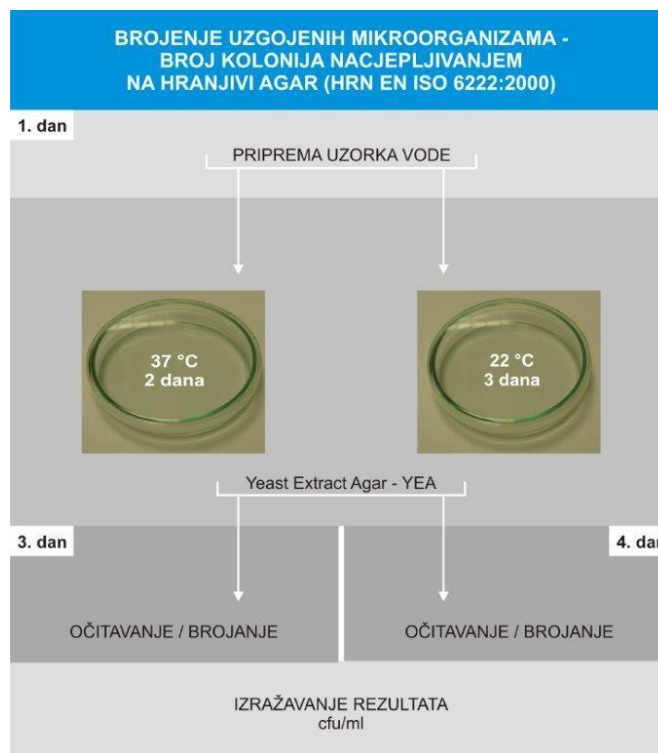 BROJENJE UZGOJENIH MIKROORGANIZAMA -
BROJ KOLONIJA NACJEPLJIVANJEM
NA HRANJIVI AGAR (HRN EN ISO 6222:2000)
1. dan
PRIPREMA UZORKA VODE
37 °C
2 dana
22 °C
3 dana
Yeast Extract Agar - YEA
3. dan
4. dan
OČITAVANJE / BROJANJE
OČITAVANJE / BROJANJE
IZRAŽAVANJE REZULTATA
cfu/ml